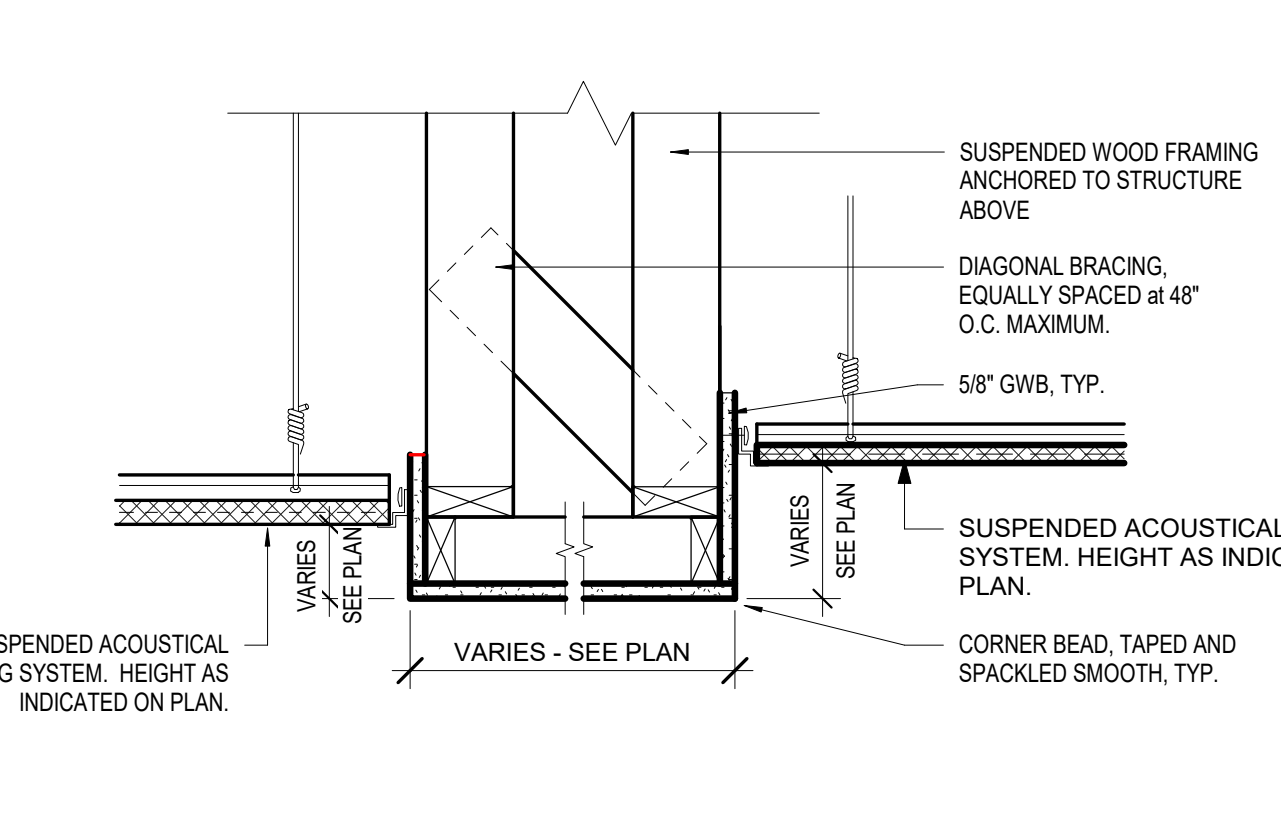 SUSPENDED WOOD FRAMING
ANCHORED TO STRUCTURE
ABOVE
DIAGONAL BRACING,
EQUALLY SPACED at 48"
O.C. MAXIMUM.
5/8" GWB, TYP.
SUSPENDED ACOUSTICAL
SYSTEM. HEIGHT AS
PLAN.
CORNER BEAD, TAPED AND
SPACKLED SMOOTH, TYP.
VARIES
SEE PLAN
VARIES
SEE PLAN
VARIES - SEE PLAN
ACOUSTICAL
SYSTEM. HEIGHT AS
INDICATED ON PLAN.